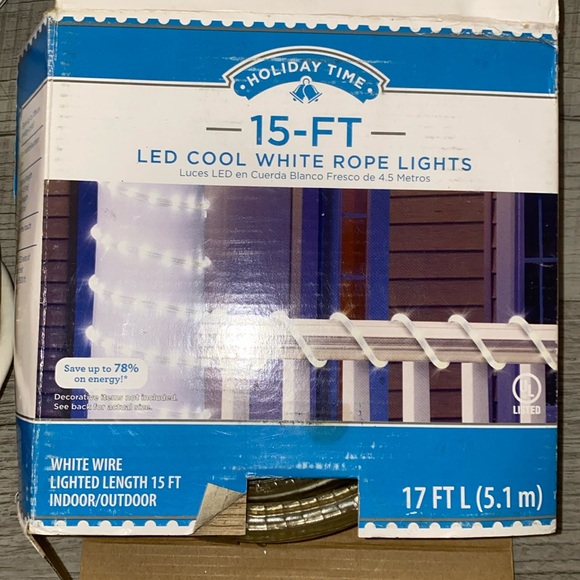 HOLIDAY TIME
15-FT
LED COOL WHITE ROPE LIGHTS
Luces LED en Cuerda Blanco Fresco de 4.5 Metros
Save up to 78%
on energy!*
Decorative items not included.
See back for actual size.
UL
LISTED
WHITE WIRE
LIGHTED LENGTH 15 FT
INDOOR/OUTDOOR
17 FT L (5.1 m)